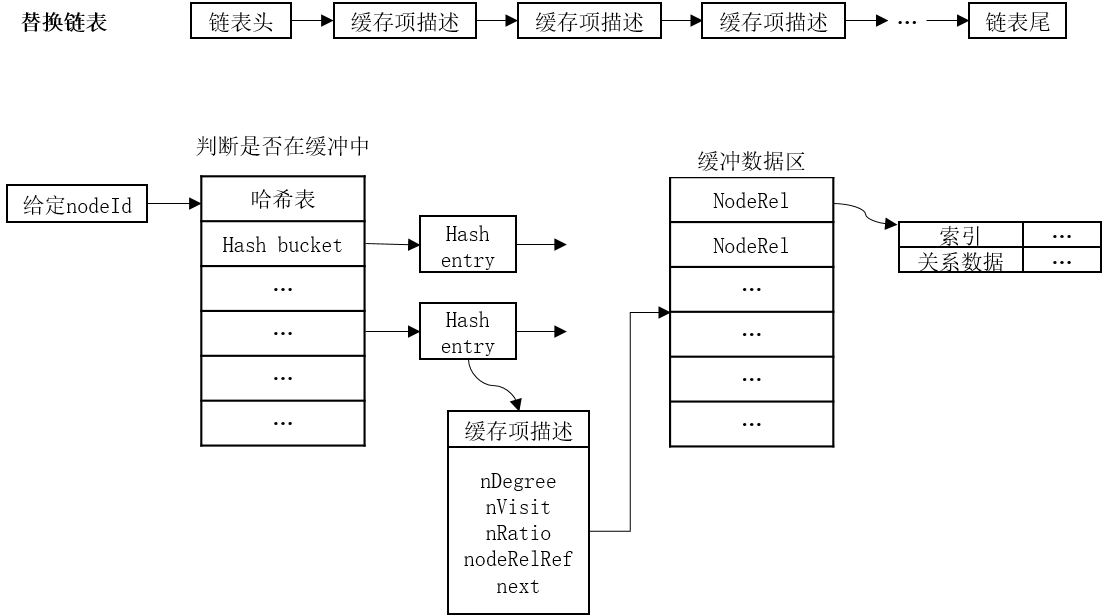 替换链表
链表头
缓存项描述
缓存项描述
缓存项描述
…
链表尾
判断是否在缓冲中
缓冲数据区
给定nodeId
哈希表
Hash bucket
…
…
…
…
Hash
entry
Hash
entry
缓存项描述
nDegree
nVisit
nRatio
nodeRelRef
next
NodeRel
NodeRel
…
…
…
…
索引 …
关系数据 …